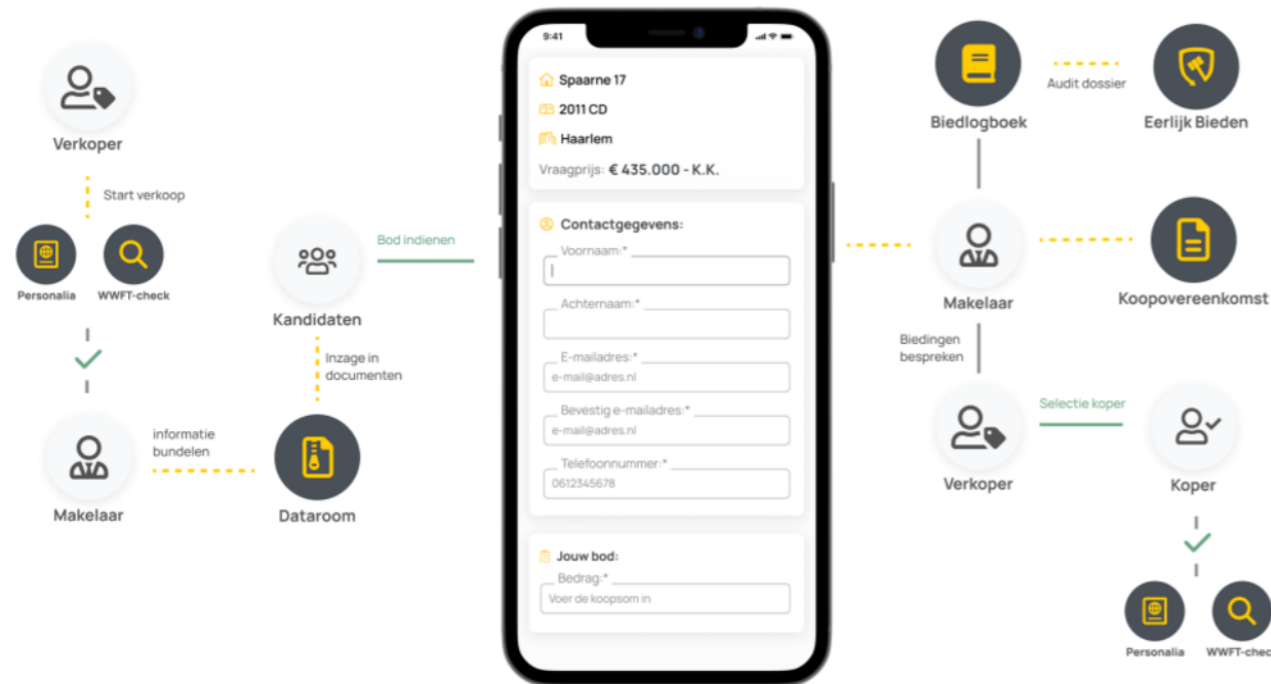 Verkoper
Start verkoop
Personalia
WWFT-check
Makelaar
informatie
bundelen
Dataroom
Inzage in
documenten
Kandidaten
Bod indienen
9:41
Spaarne 17
2011 CD
Haarlem
Vraagprijs: € 435.000 - K.K.
Contactgegevens:
Voornaam:*
Achternaam:*
E-mailadres:*
e-mail@adres.nl
Bevestig e-mailadres:*
e-mail@adres.nl
Telefoonnummer:*
0612345678
Jouw bod:
Bedrag:*
Voer de koopsom in
Biedlogboek
Audit dossier
Eerlijk Bieden
Makelaar
Koopovereenkomst
Biedingen
bespreken
Verkoper
Selectie koper
Koper
Personalia
WWFT-chec